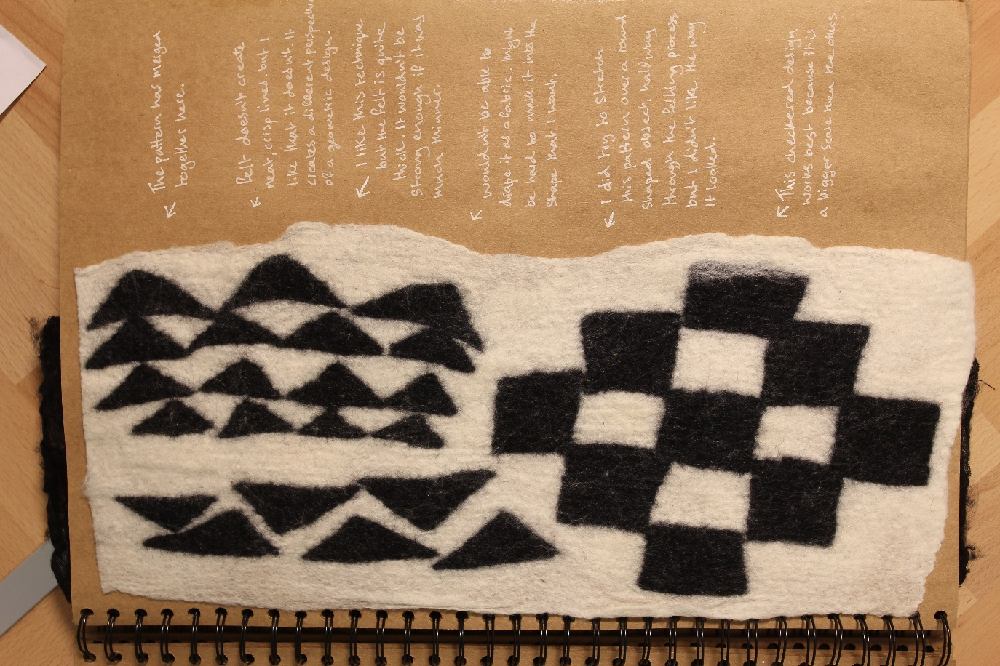 The pattern has merged
together here.
Felt doesn't create
neat, crisp lines but I
like that it doesn't. It
creates a different perspective
of a geometric design.
I like this technique
but the felt is quite
thick. It wouldn't be
strong enough if it was
much thinner.
wouldn't be able to
drape it as a fabric. Might
be hard to make it into the
shape that I want.
I did try to stretch
this pattern over a round
shaped object, half way
through the felting process
but I didn't like the way
it looked.
This checkered design
works best because it is
a bigger scale then the others